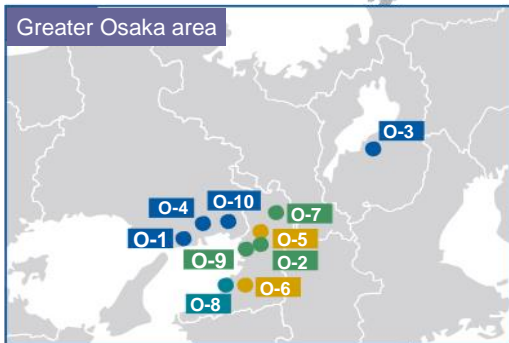 Greater Osaka area
O-3
O-4
O-10
O-7
O-1
O-5
O-9
O-2
O-8
O-6